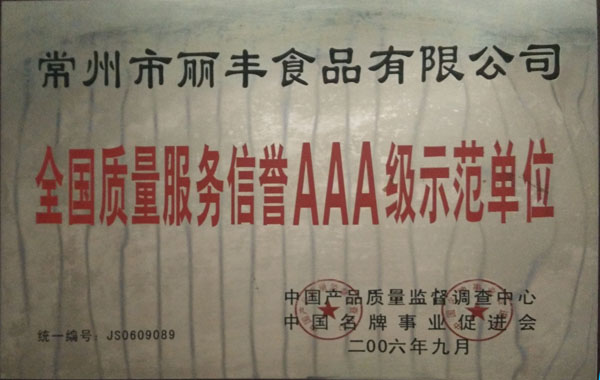 常州市丽丰食品有限公司
全国质量服务信誉AAA级示范单位
中国产品质量监督调查中心
中国名牌事业促进会
二00六年九月
统一编号：JS0609089